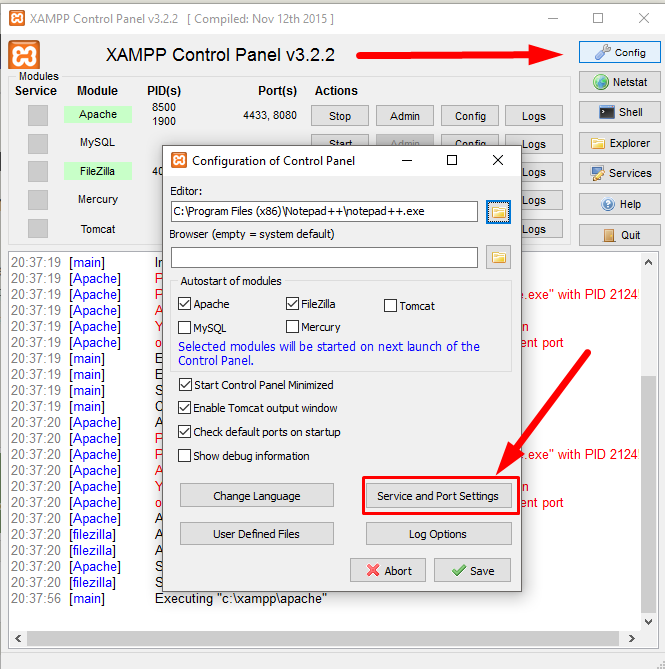 XAMPP Control Panel v3.2.2 [ Compiled: Nov 12th 2015 ]
XAMPP Control Panel v3.2.2
Config
Modules
Service Module PID(s) Port(s) Actions
Netstat
Apache 8500 1900 4433, 8080 Stop Admin Config Logs
Shell
MySQL Start Admin Config Logs
Explorer
FileZilla Logs
Services
Mercury Logs
Help
Tomcat Logs
Quit
Configuration of Control Panel
Editor:
C:\Program Files (x86)\Notepad++\notepad++.exe
Browser (empty = system default)
Autostart of modules
Apache FileZilla Tomcat
MySQL Mercury
Selected modules will be started on next launch of the
Control Panel.
Start Control Panel Minimized
Enable Tomcat output window
Check default ports on startup
Show debug information
Change Language Service and Port Settings
User Defined Files Log Options
Abort Save
20:37:19 [main]
20:37:19 [Apache]
20:37:19 [Apache] e.exe" with PID 2124
20:37:19 [Apache]
20:37:19 [Apache]
20:37:19 [Apache] ent port
20:37:19 [main]
20:37:19 [main]
20:37:19 [main]
20:37:19 [main]
20:37:20 [Apache]
20:37:20 [Apache]
20:37:20 [Apache] e.exe" with PID 2124
20:37:20 [Apache]
20:37:20 [Apache]
20:37:20 [Apache] ent port
20:37:20 [Apache]
20:37:20 [filezilla]
20:37:20 [filezilla]
20:37:20 [Apache]
20:37:20 [filezilla]
20:37:56 [main] Executing "c:\xampp\apache"